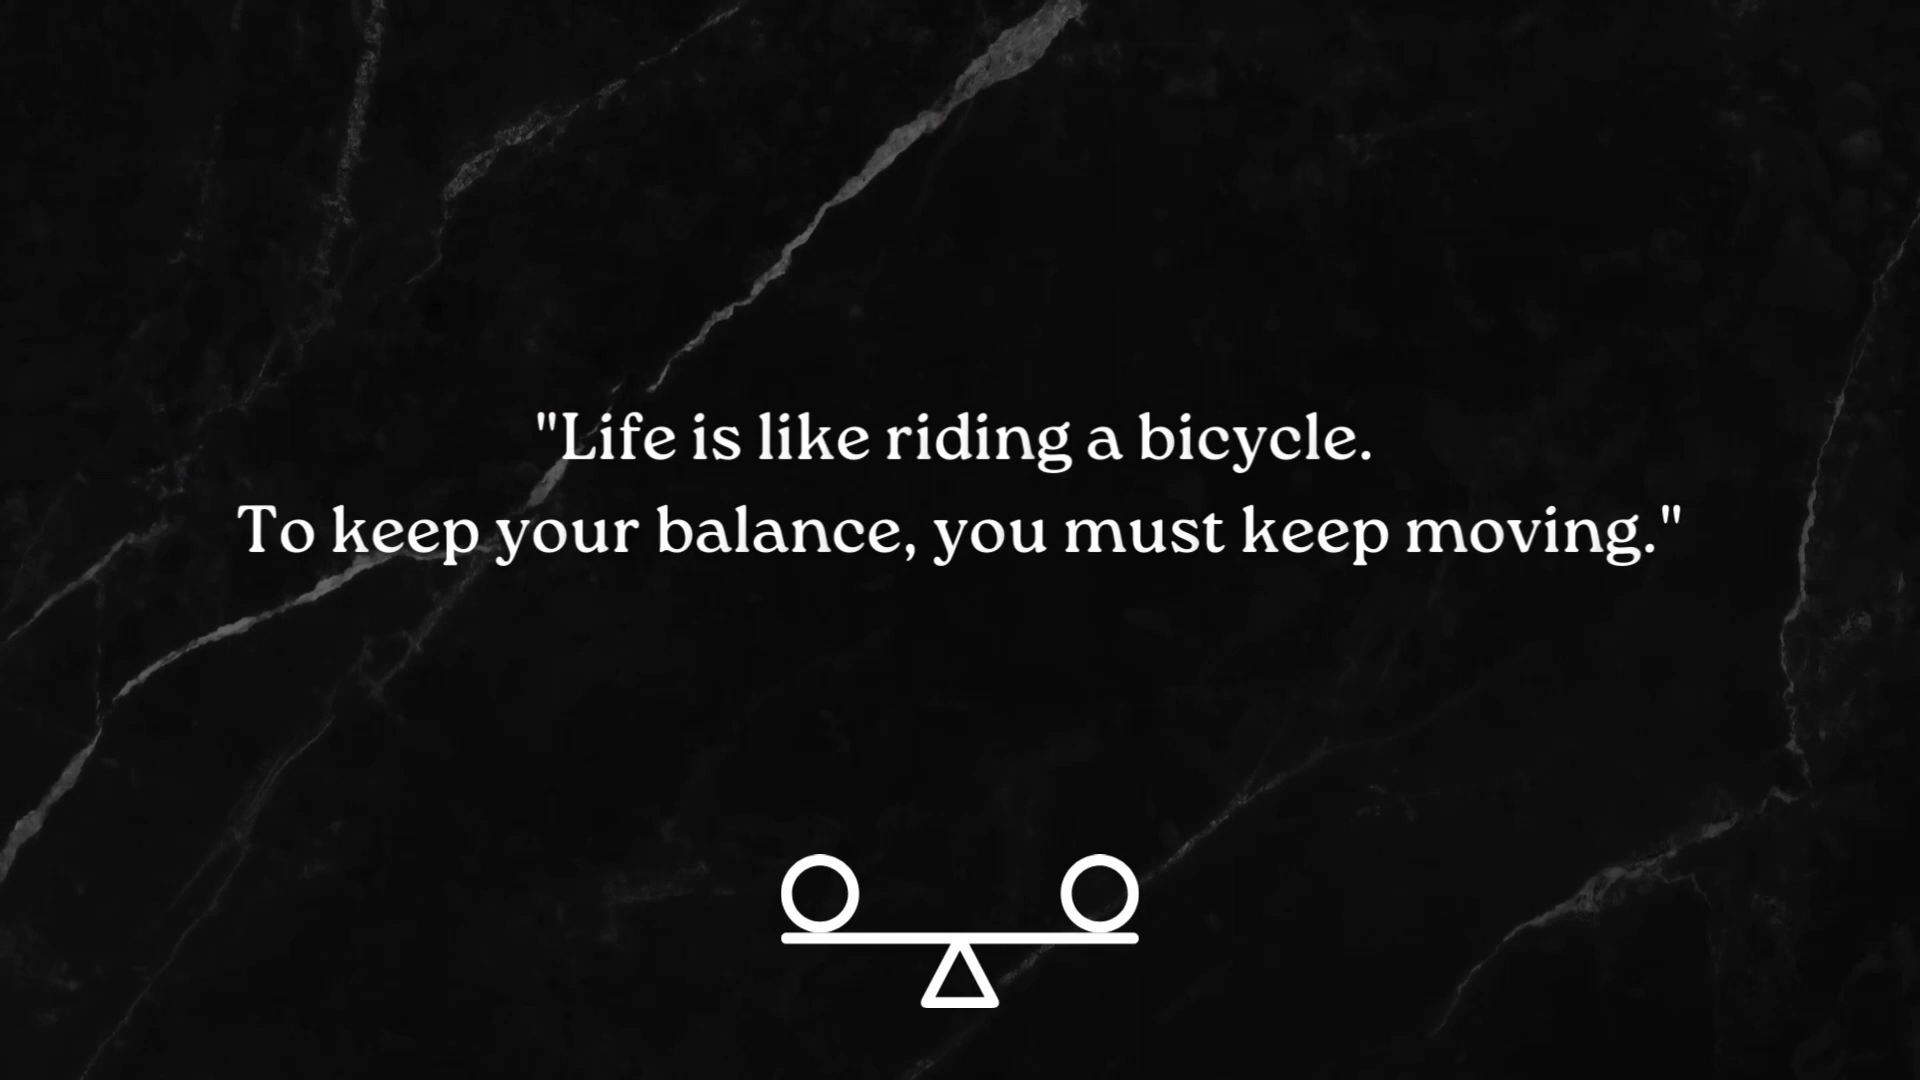 "Life is like riding a bicycle.
To keep your balance, you must keep moving."